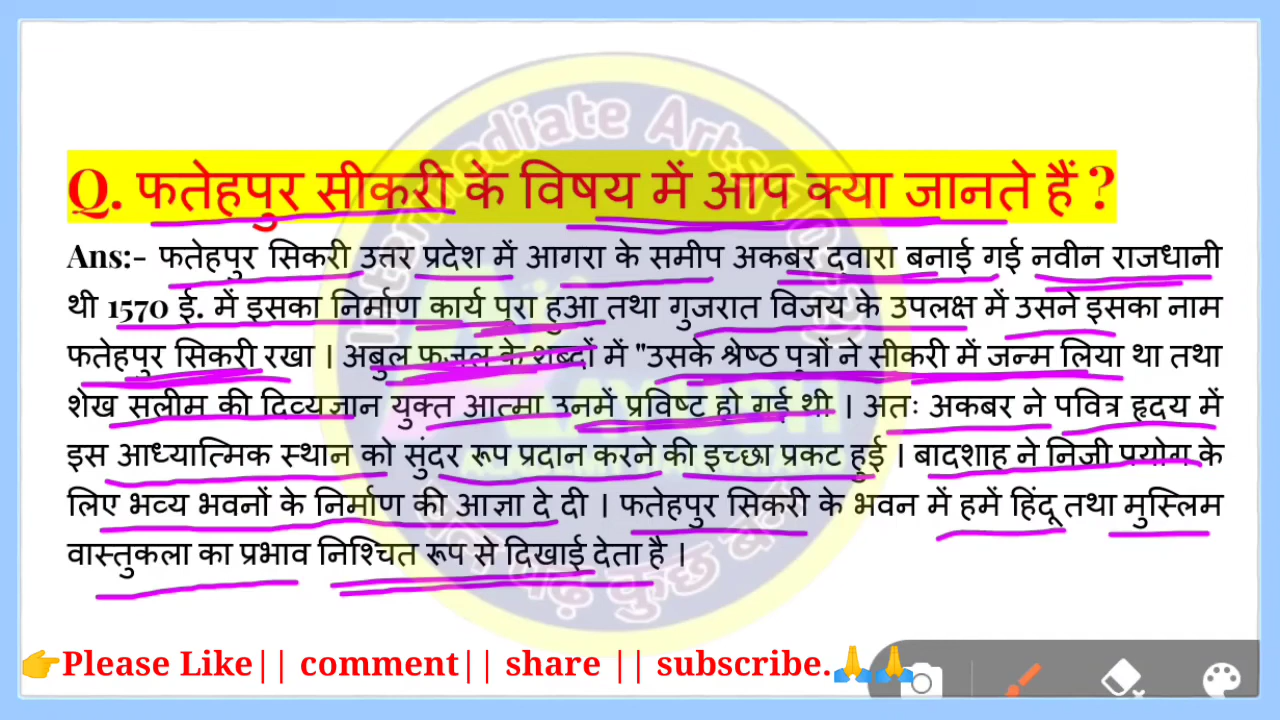 Q. फतेहपुर सीकरी के विषय में आप क्या जानते हैं ?
Ans:- फतेहपुर सिकरी उत्तर प्रदेश में आगरा के समीप अकबर दवारा बनाई गई नवीन राजधानी
थी 1570 ई. में इसका निर्माण कार्य पूरा हुआ तथा गुजरात विजय के उपलक्ष में उसने इसका नाम
फतेहपुर सिकरी रखा । अबुल फजल के शब्दों में "उसके श्रेष्ठ पुत्रों ने सीकरी में जन्म लिया था तथा
शेख सलीम की दिव्यज्ञान युक्त आत्मा उनमें प्रविष्ट हो गई थी । अतः अकबर ने पवित्र हृदय में
इस आध्यात्मिक स्थान को सुंदर रूप प्रदान करने की इच्छा प्रकट हुई । बादशाह ने निजी प्रयोग के
लिए भव्य भवनों के निर्माण की आज्ञा दे दी । फतेहपुर सिकरी के भवन में हमें हिंदू तथा मुस्लिम
वास्तुकला का प्रभाव निश्चित रूप से दिखाई देता है ।
👉Please Like|| comment|| share || subscribe.🙏🙏